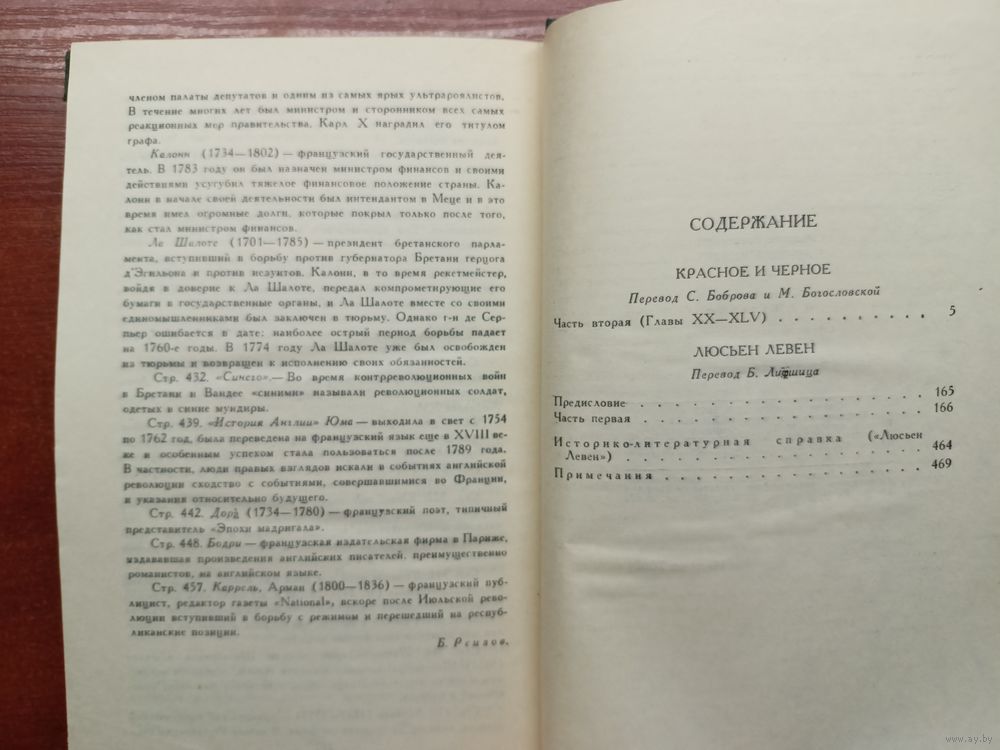 членом палаты депутатов и одним из самых ярых ультрароялистов.
В течение многих лет был министром и сторонником всех самых
реакционных мер правительства. Карл X наградил его титулом
графа.
Калонн (1734—1802) — французский государственный дея-
тель. В 1783 году он был назначен министром финансов и своими
действиями усугубил тяжелое финансовое положение страны. Ка-
лонн в начале своей деятельности был интендантом в Меце и в это
время имел огромные долги, которые покрыл только после того,
как стал министром финансов.
Ла Шалоте (1701—1785) — президент бретанского парла-
мента, вступивший в борьбу против губернатора Бретани герцога
д'Эгильона и против иезуитов. Калонн, в то время рекетмейстер,
войдя в доверие к Ла Шалоте, передал компрометирующие его
бумаги в государственные органы, и Ла Шалоте вместе со своими
единомышленниками был заключен в тюрьму. Однако г-н де Сер-
пьер ошибается в дате: наиболее острый период борьбы падает
на 1760-е годы. В 1774 году Ла Шалоте уже был освобожден
из тюрьмы и возвращен к исполнению своих обязанностей.
Стр. 432. «Синего».— Во время контрреволюционных войн
в Бретани и Вандее «синими» называли революционных солдат,
одетых в синие мундиры.
Стр. 439. «История Англии» Юма — выходила в свет с 1754
по 1762 год, была переведена на французский язык еще в XVIII ве-
ке и особенным успехом стала пользоваться после 1789 года.
В частности, люди правых взглядов искали в событиях английской
революции сходство с событиями, совершавшимися во Франции,
и указания относительно будущего.
Стр. 442. Дора (1734—1780) — французский поэт, типичный
представитель «Эпохи мадригала».
Стр. 448. Бодри — французская издательская фирма в Париже,
издававшая произведения английских писателей, преимущественно
романистов, на английском языке.
Стр. 457. Каррель, Арман (1800—1836) — французский пуб-
лицист, редактор газеты «National», вскоре после Июльской рево-
люции вступивший в борьбу с режимом и перешедший на респуб-
ликанские позиции.
Б. Реизов.
СОДЕРЖАНИЕ
КРАСНОЕ И ЧЕРНОЕ
Перевод С. Боброва и М. Богословской
Часть вторая (Главы XX—XLV) . . . . . . . . . . 5
ЛЮСЬЕН ЛЕВЕН
Перевод Б. Лившица
Предисловие . . . . . . . . . . . . . . . . . . 165
Часть первая . . . . . . . . . . . . . . . . . . 166
Историко-литературная справка («Люсьен
Левен») . . . . . . . . . . . . . . . . . . 464
Примечания . . . . . . . . . . . . . . . . . . 469
www.ay.by